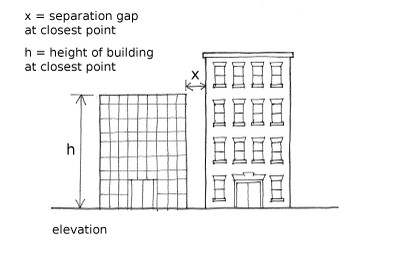 x = separation gap
at closest point
h = height of building
at closest point
x
h
elevation